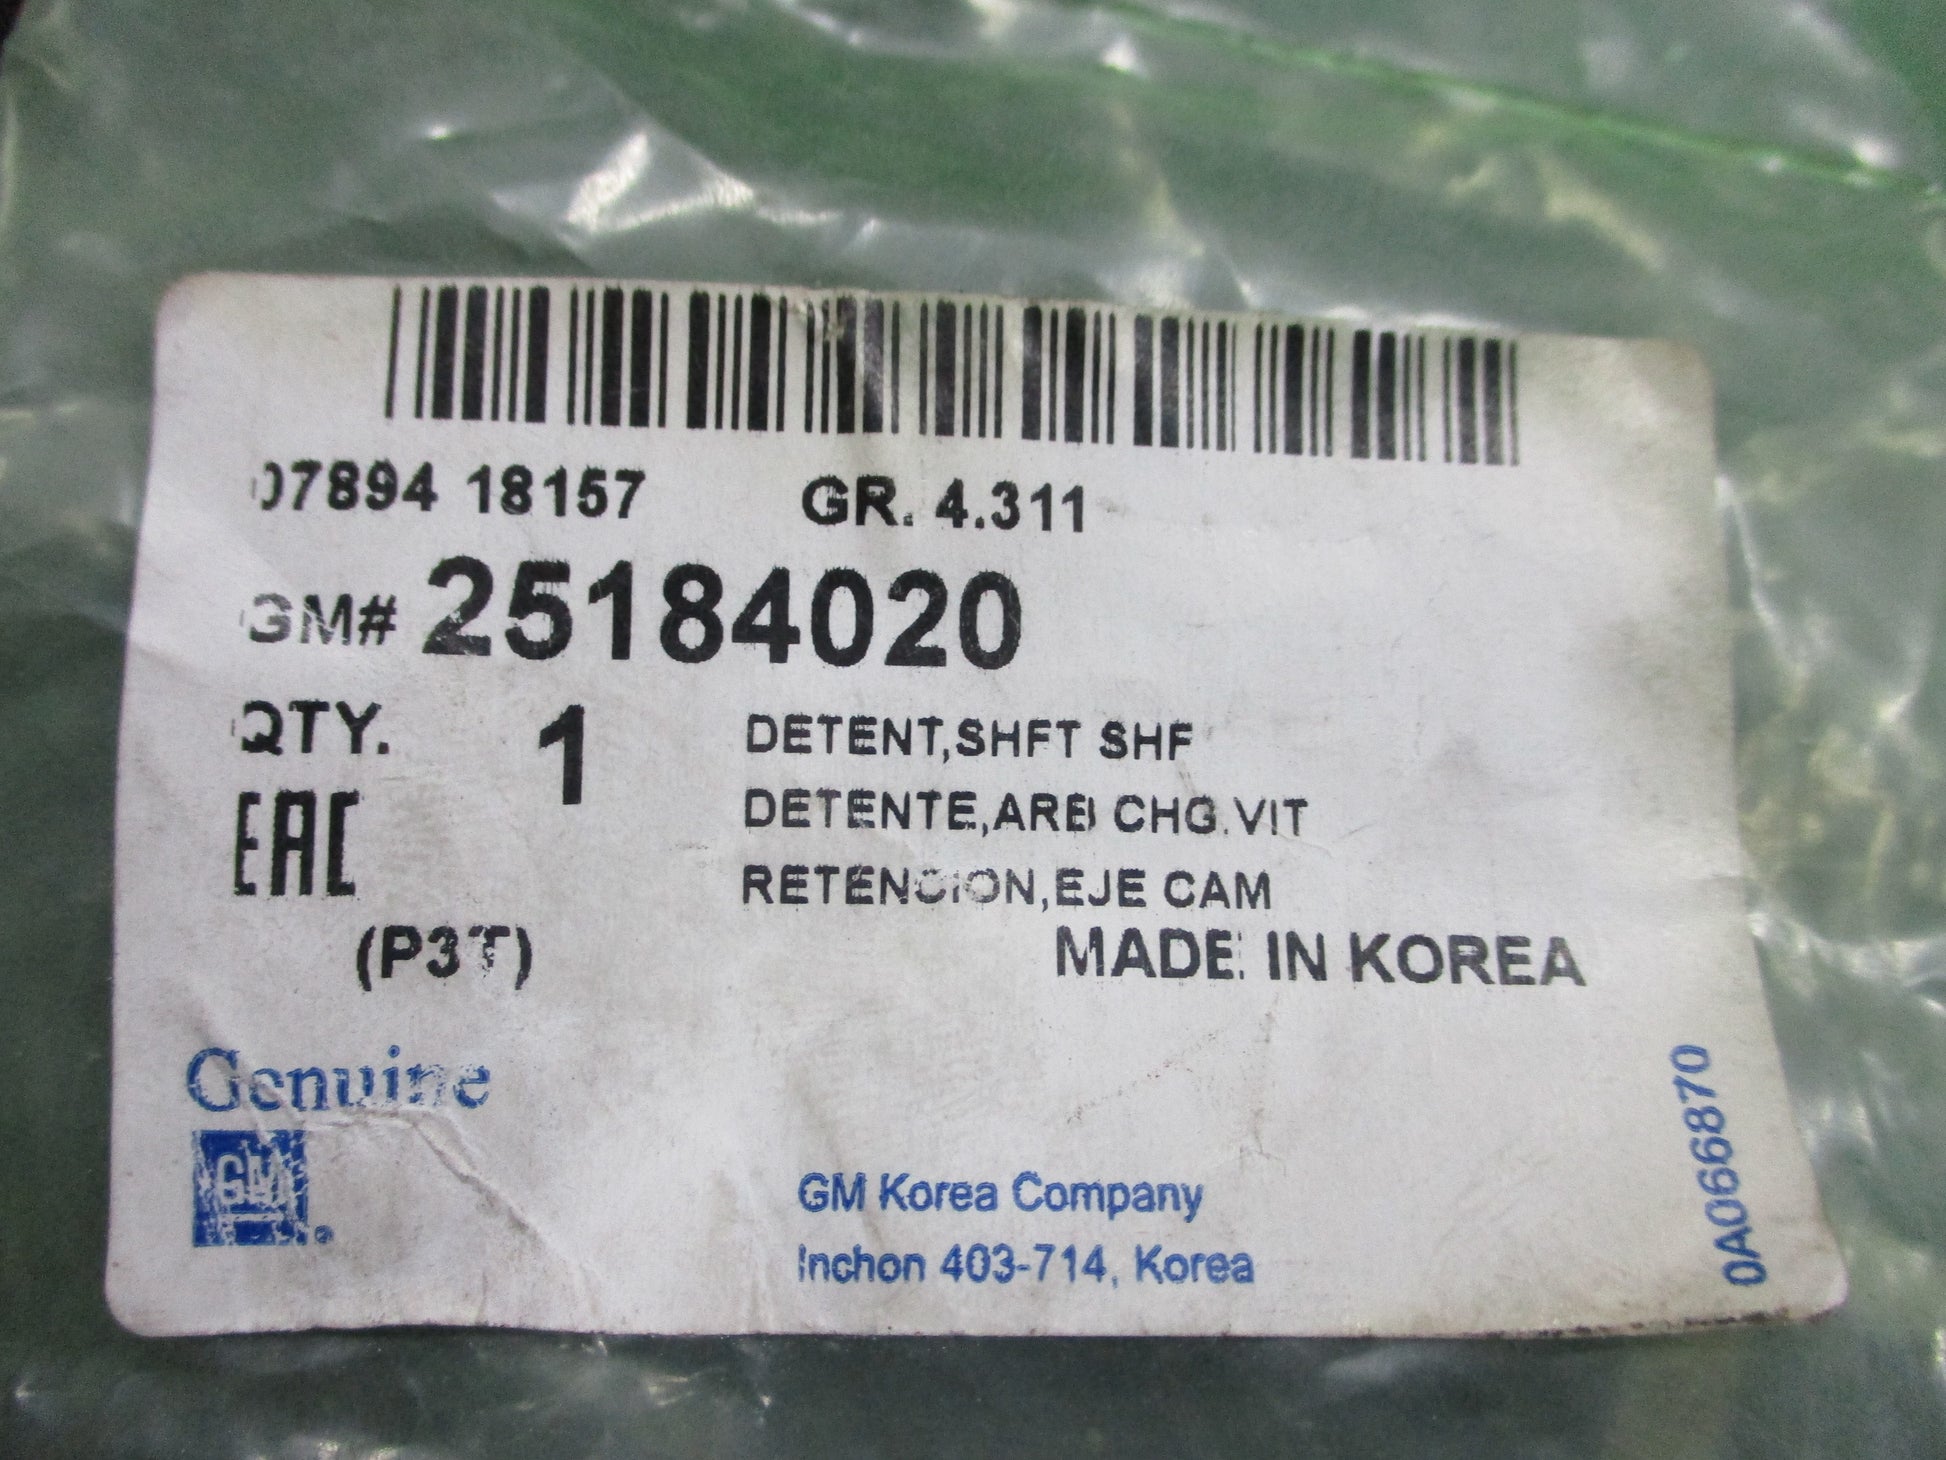 07894 18157 GR. 4.311
GM# 25184020
QTY. 1
DETENT,SHFT SHF
DETENTE,ARB CHG.VIT
RETENCION,EJE CAM
EAC
(P3T)
MADE IN KOREA
Genuine
GM
GM Korea Company
Inchon 403-714, Korea
0A066870